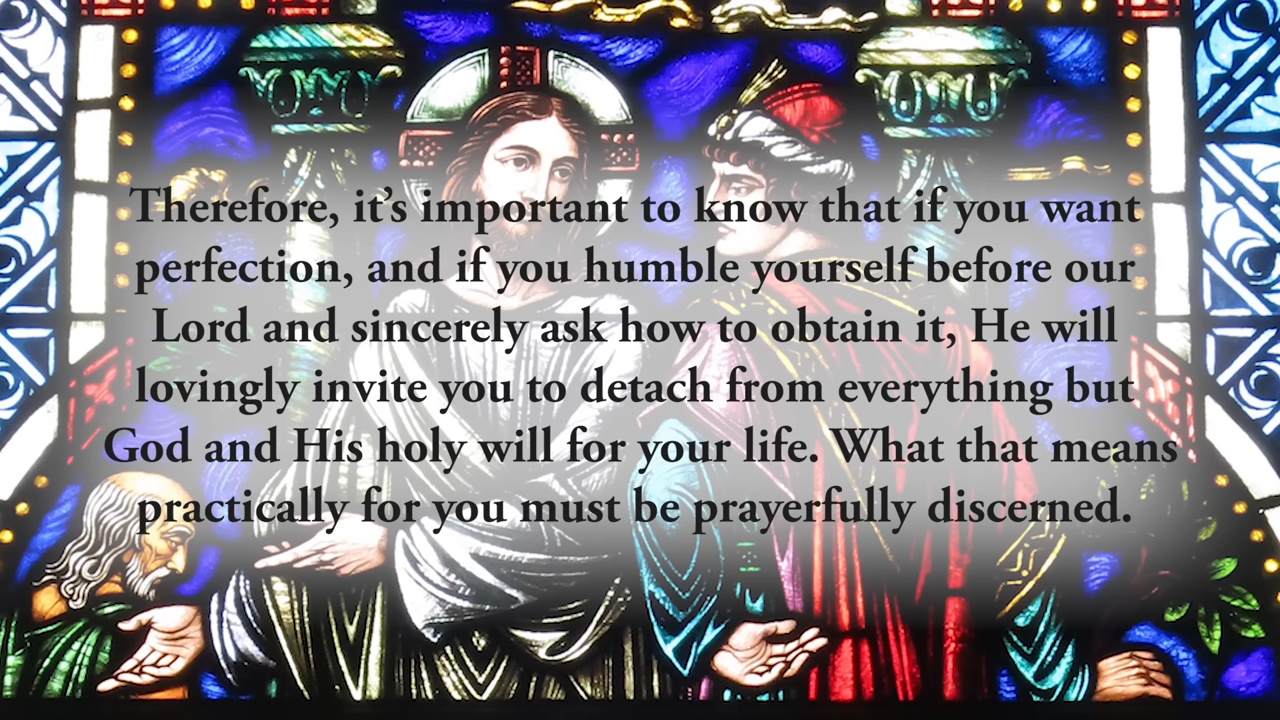 Therefore, it’s important to know that if you want
perfection, and if you humble yourself before our
Lord and sincerely ask how to obtain it, He will
lovingly invite you to detach from everything but
God and His holy will for your life. What that means
practically for you must be prayerfully discerned.